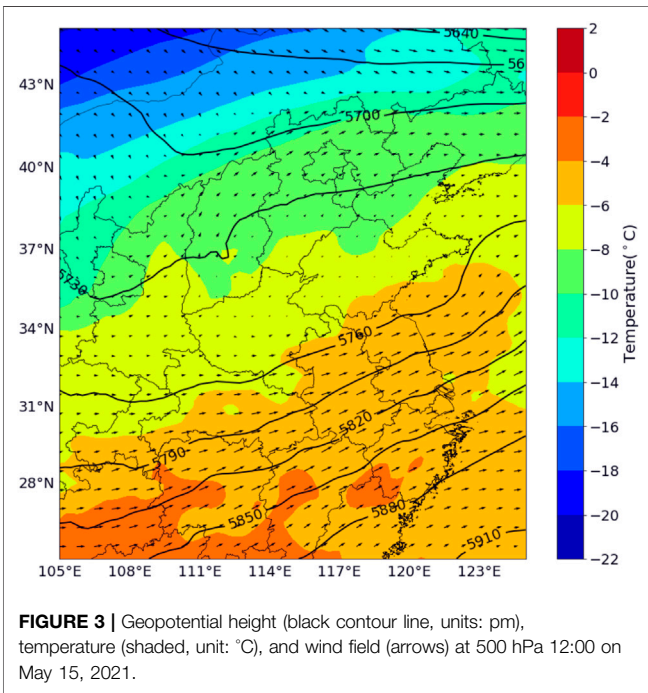 5640
56
43°N
5700
40°N
37°N
5730
34°N
5760
31°N
5820
5790
28°N
5850
5880
5910
105°E 108°E 111°E 114°E 117°E 120°E 123°E
2
0
−2
−4
−6
−8
−10
−12
−14
−16
−18
−20
−22
Temperature(°C)
FIGURE 3 | Geopotential height (black contour line, units: pm),
temperature (shaded, unit: °C), and wind field (arrows) at 500 hPa 12:00 on
May 15, 2021.